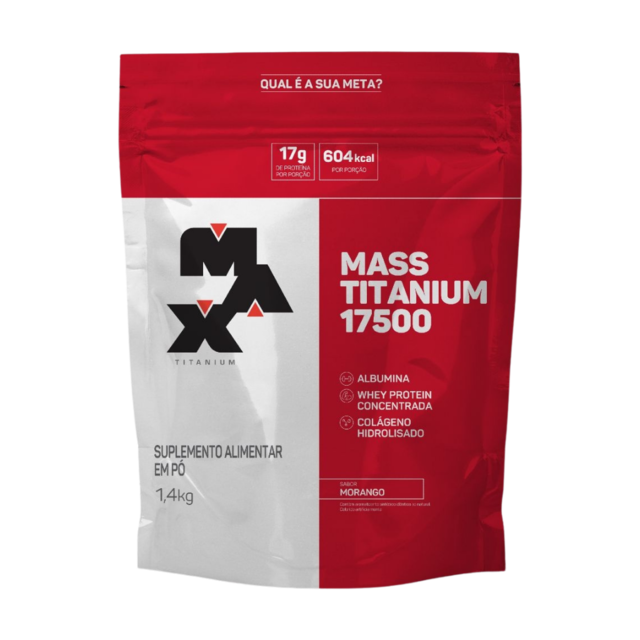 QUAL É A SUA META?
17g
DE PROTEÍNA
POR PORÇÃO
604 kcal
POR PORÇÃO
MAX
TITANIUM
MASS
TITANIUM
17500
ALBUMINA
WHEY PROTEIN
CONCENTRADA
COLÁGENO
HIDROLISADO
SUPLEMENTO ALIMENTAR
EM PÓ
1,4kg
SABOR
MORANGO